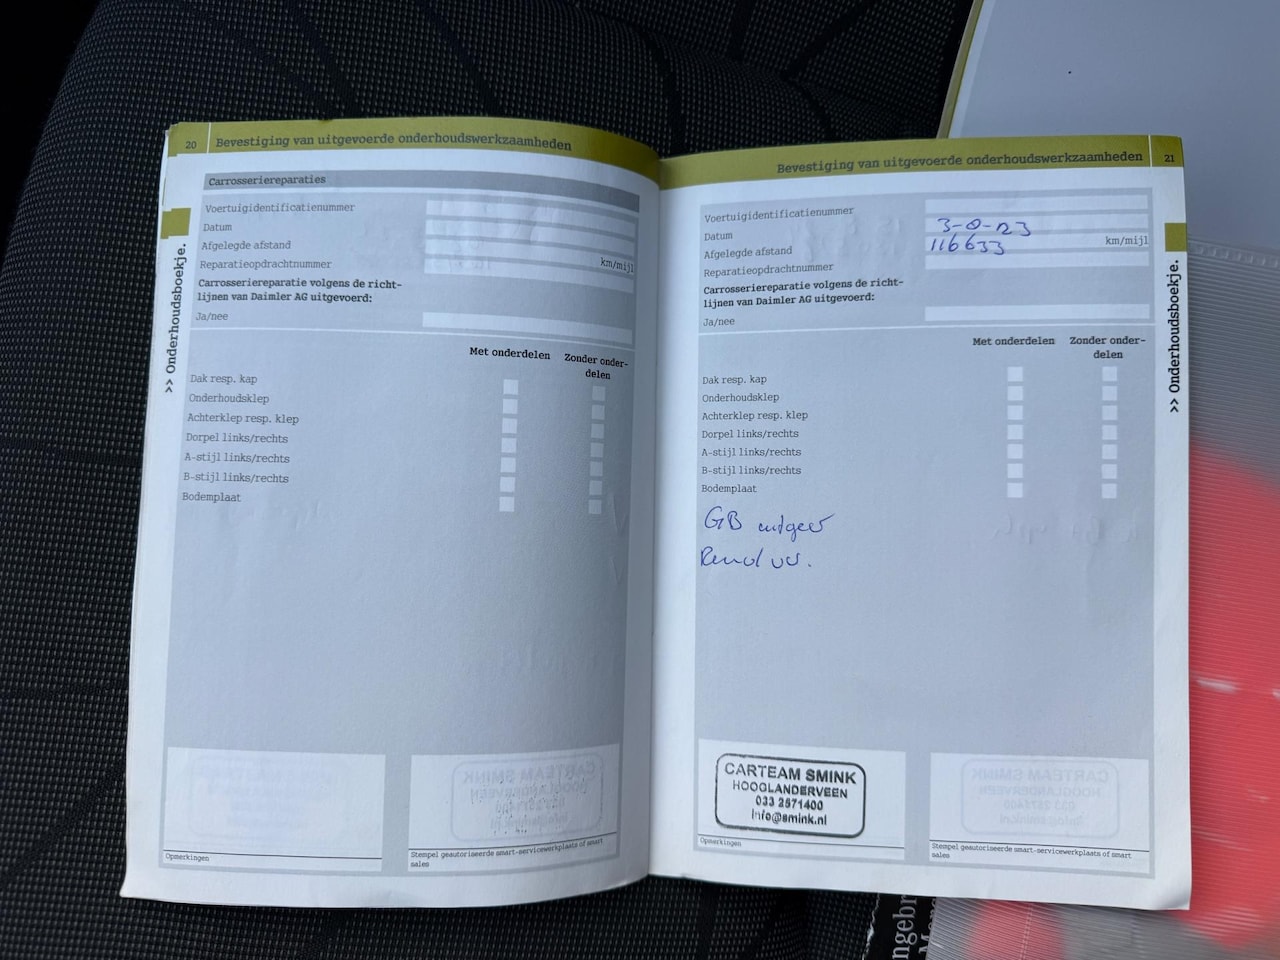 20
Bevestiging van uitgevoerde onderhoudswerkzaamheden
>> Onderhoudsboekje.
Carrosseriereparaties
Voertuigidentificatienummer
Datum
Afgelegde afstand
km/mijl
Reparatieopdrachtnummer
Carrosseriereparatie volgens de richt-
lijnen van Daimler AG uitgevoerd:
Ja/nee
Met onderdelen
Zonder onder-
delen
Dak resp. kap
Onderhoudsklep
Achterklep resp. klep
Dorpel links/rechts
A-stijl links/rechts
B-stijl links/rechts
Bodemplaat
Opmerkingen
Stempel geautoriseerde smart-servicewerkplaats of smart
sales
Bevestiging van uitgevoerde onderhoudswerkzaamheden
21
>> Onderhoudsboekje.
Voertuigidentificatienummer
Datum
Afgelegde afstand 116633 km/mijl
Reparatieopdrachtnummer
Carrosseriereparatie volgens de richt-
lijnen van Daimler AG uitgevoerd:
Ja/nee
Met onderdelen
Zonder onder-
delen
Dak resp. kap
Onderhoudsklep
Achterklep resp. klep
Dorpel links/rechts
A-stijl links/rechts
B-stijl links/rechts
Bodemplaat
GB
CARTEAM SMINK
HOOGLANDERVEEN
033 2571400
info@smink.nl
Opmerkingen
Stempel geautoriseerde smart-servicewerkplaats of smart
sales